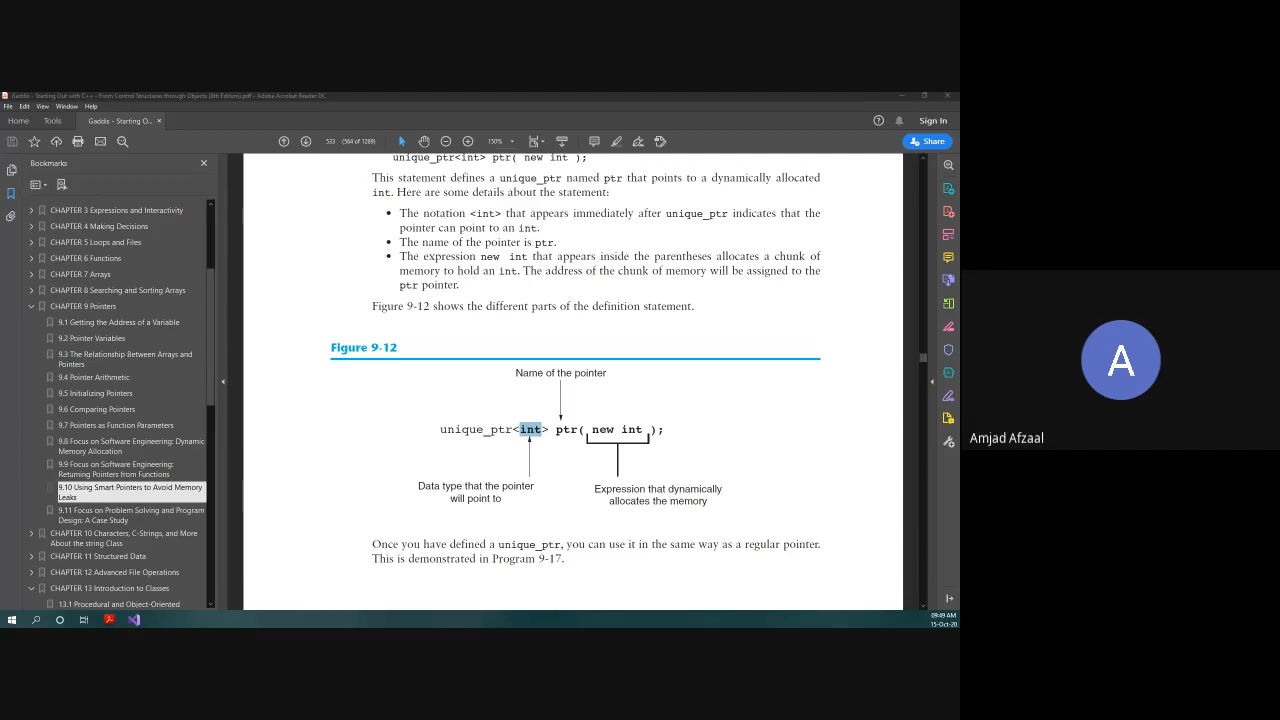 Gaddis - Starting Out with C++ - From Control Structures through Objects (8th Edition).pdf - Adobe Acrobat Reader DC
File Edit View Window Help
Home Tools Gaddis - Starting O... × Sign In
533 (564 of 1269) 150% Share
Bookmarks
CHAPTER 3 Expressions and Interactivity
CHAPTER 4 Making Decisions
CHAPTER 5 Loops and Files
CHAPTER 6 Functions
CHAPTER 7 Arrays
CHAPTER 8 Searching and Sorting Arrays
CHAPTER 9 Pointers
9.1 Getting the Address of a Variable
9.2 Pointer Variables
9.3 The Relationship Between Arrays and
Pointers
9.4 Pointer Arithmetic
9.5 Initializing Pointers
9.6 Comparing Pointers
9.7 Pointers as Function Parameters
9.8 Focus on Software Engineering: Dynamic
Memory Allocation
9.9 Focus on Software Engineering:
Returning Pointers from Functions
9.10 Using Smart Pointers to Avoid Memory
Leaks
9.11 Focus on Problem Solving and Program
Design: A Case Study
CHAPTER 10 Characters, C-Strings, and More
About the string Class
CHAPTER 11 Structured Data
CHAPTER 12 Advanced File Operations
CHAPTER 13 Introduction to Classes
13.1 Procedural and Object-Oriented
unique_ptr<int> ptr( new int );
This statement defines a unique_ptr named ptr that points to a dynamically allocated
int. Here are some details about the statement:
• The notation <int> that appears immediately after unique_ptr indicates that the
pointer can point to an int.
• The name of the pointer is ptr.
• The expression new int that appears inside the parentheses allocates a chunk of
memory to hold an int. The address of the chunk of memory will be assigned to the
ptr pointer.
Figure 9-12 shows the different parts of the definition statement.
Figure 9-12
Name of the pointer
unique_ptr<int> ptr( new int );
Data type that the pointer
will point to
Expression that dynamically
allocates the memory
Once you have defined a unique_ptr, you can use it in the same way as a regular pointer.
This is demonstrated in Program 9-17.
09:49 AM
15-Oct-20
A
Amjad Afzaal